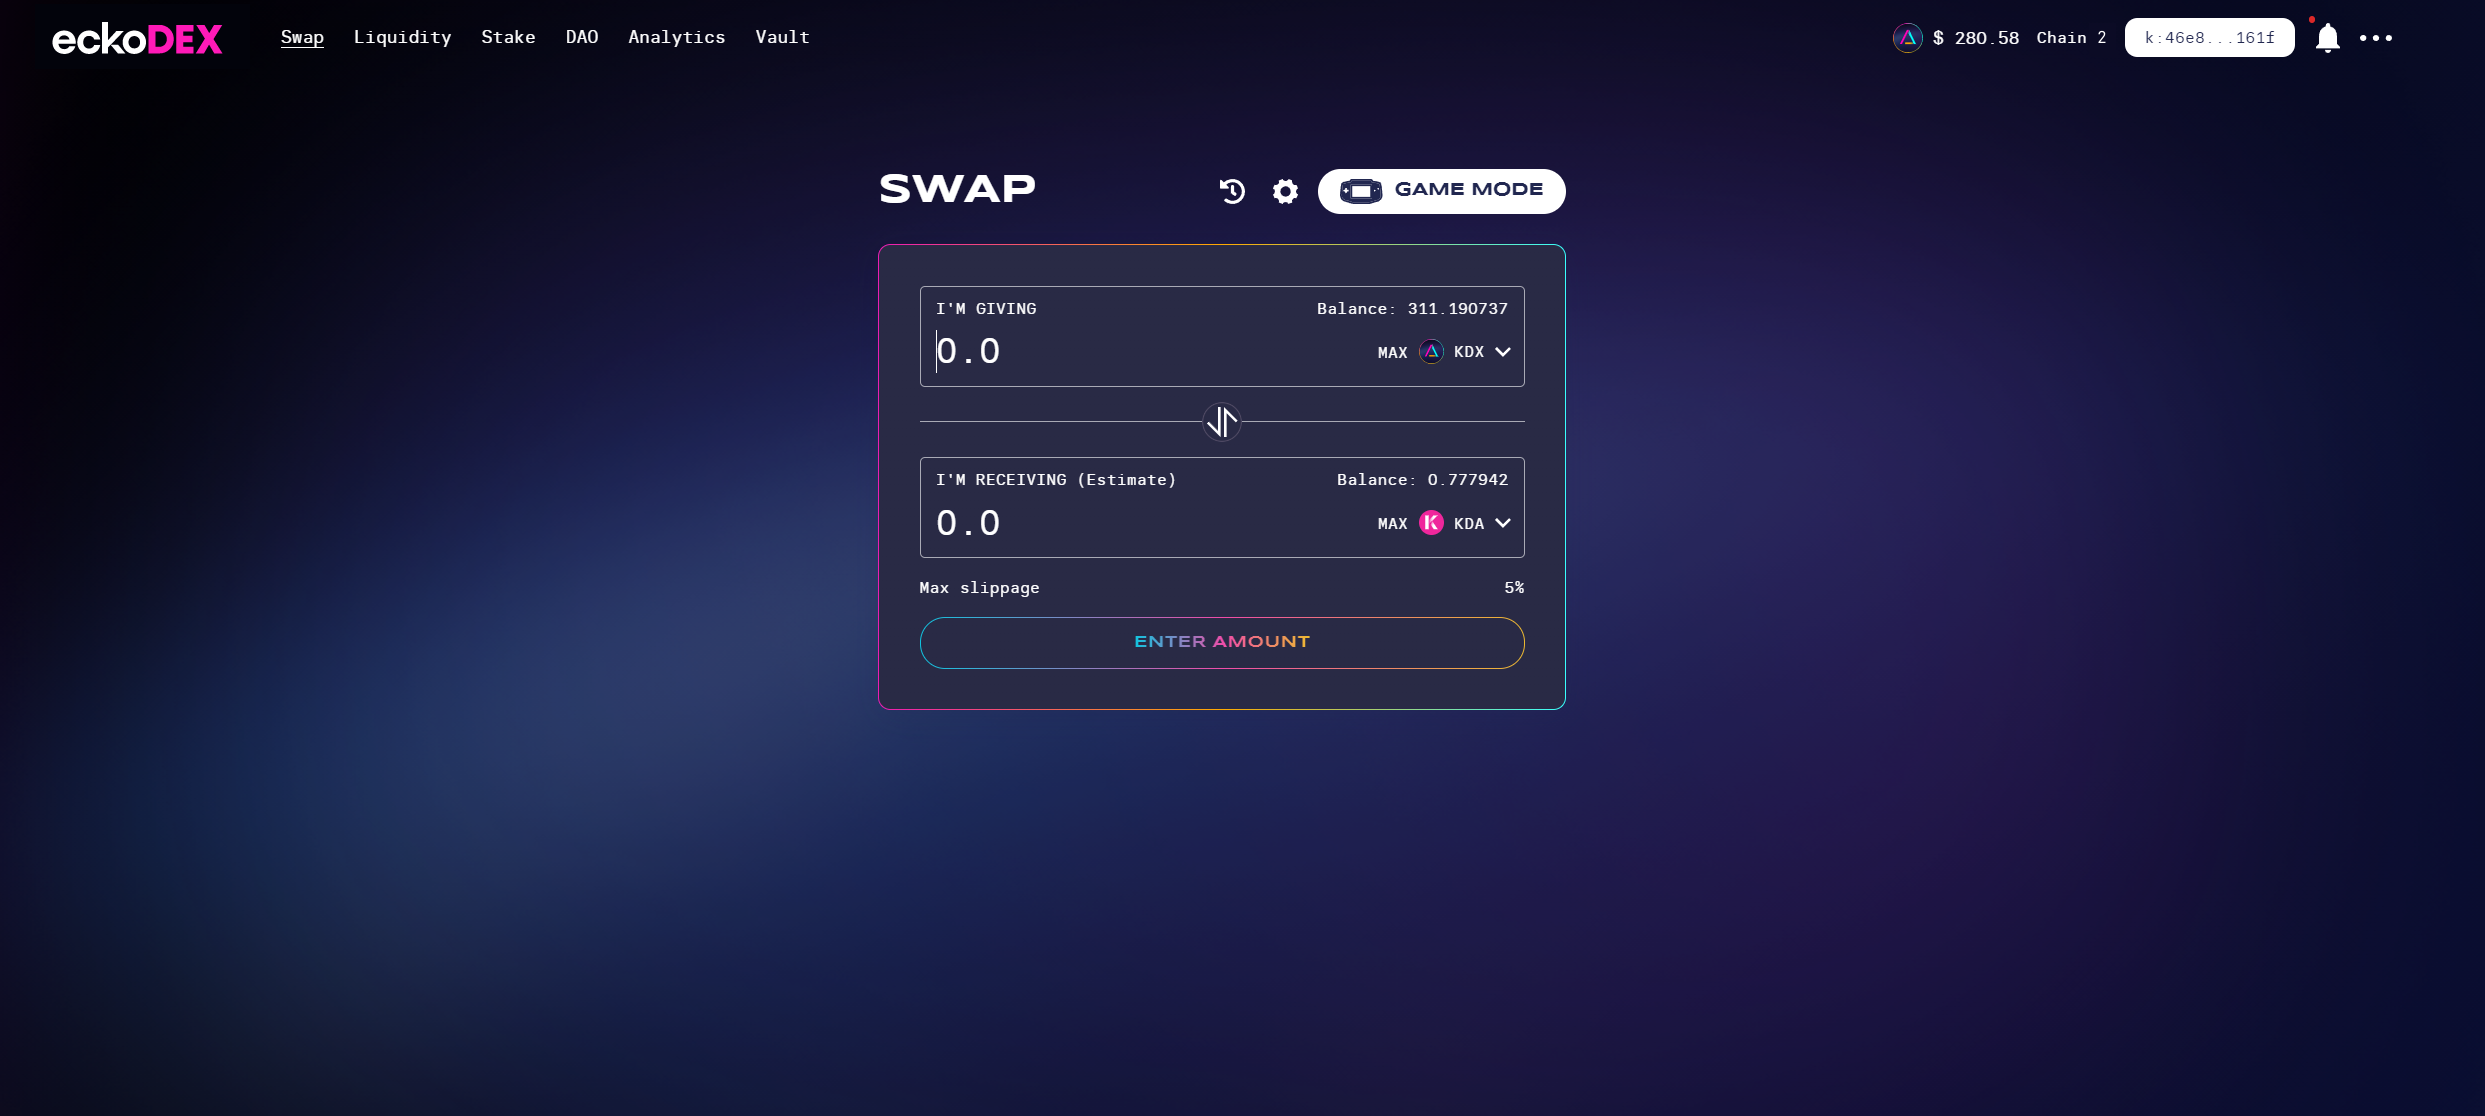 eckoDEX Swap Liquidity Stake DAO Analytics Vault $ 280.58 Chain 2 k:46e8...161f
SWAP GAME MODE
I'M GIVING Balance: 311.190737
0.0 MAX KDX
I'M RECEIVING (Estimate) Balance: 0.777942
0.0 MAX K KDA
Max slippage 5%
ENTER AMOUNT